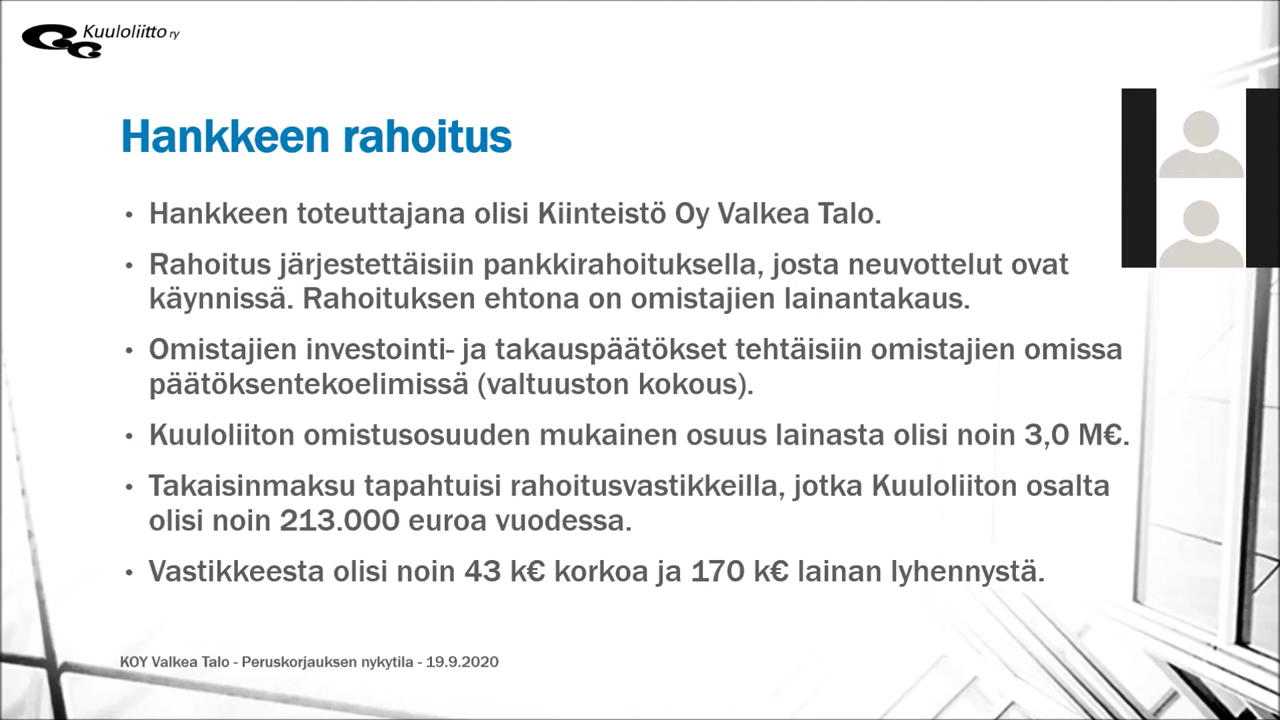 Kuuloliitto ry
Hankkeen rahoitus
• Hankkeen toteuttajana olisi Kiinteistö Oy Valkea Talo.
• Rahoitus järjestettäisiin pankkirahoituksella, josta neuvottelut ovat
käynnissä. Rahoituksen ehtona on omistajien lainantakaus.
• Omistajien investointi- ja takauspäätökset tehtäisiin omistajien omissa
päätöksentekoelimissä (valtuuston kokous).
• Kuuloliiton omistusosuuden mukainen osuus lainasta olisi noin 3,0 M€.
• Takaisinmaksu tapahtuisi rahoitusvastikkeilla, jotka Kuuloliiton osalta
olisi noin 213.000 euroa vuodessa.
• Vastikkeesta olisi noin 43 k€ korkoa ja 170 k€ lainan lyhennystä.
KOY Valkea Talo - Peruskorjauksen nykytila - 19.9.2020